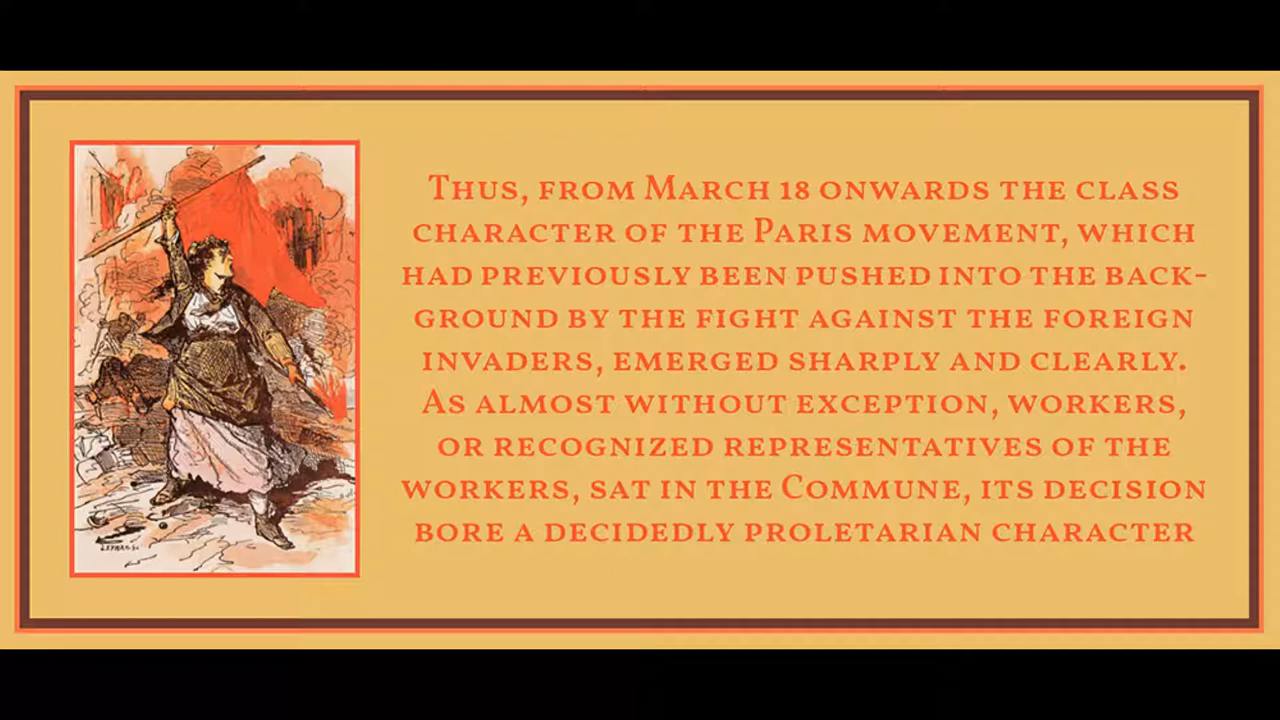 Thus, from March 18 onwards the class
character of the Paris movement, which
had previously been pushed into the back-
ground by the fight against the foreign
invaders, emerged sharply and clearly.
As almost without exception, workers,
or recognized representatives of the
workers, sat in the Commune, its decision
bore a decidedly proletarian character